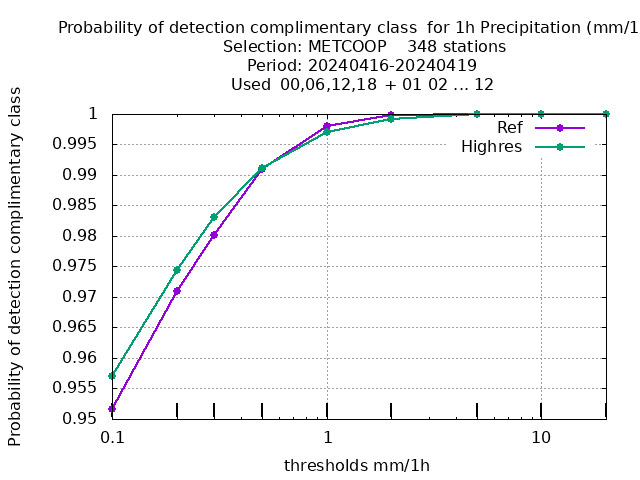 Probability of detection complimentary class for 1h Precipitation (mm/1
Selection: METCOOP 348 stations
Period: 20240416-20240419
Used 00,06,12,18 + 01 02 ... 12
Probability of detection complimentary class
1
0.995
0.99
0.985
0.98
0.975
0.97
0.965
0.96
0.955
0.95
Ref
Highres
0.1
1
10
thresholds mm/1h